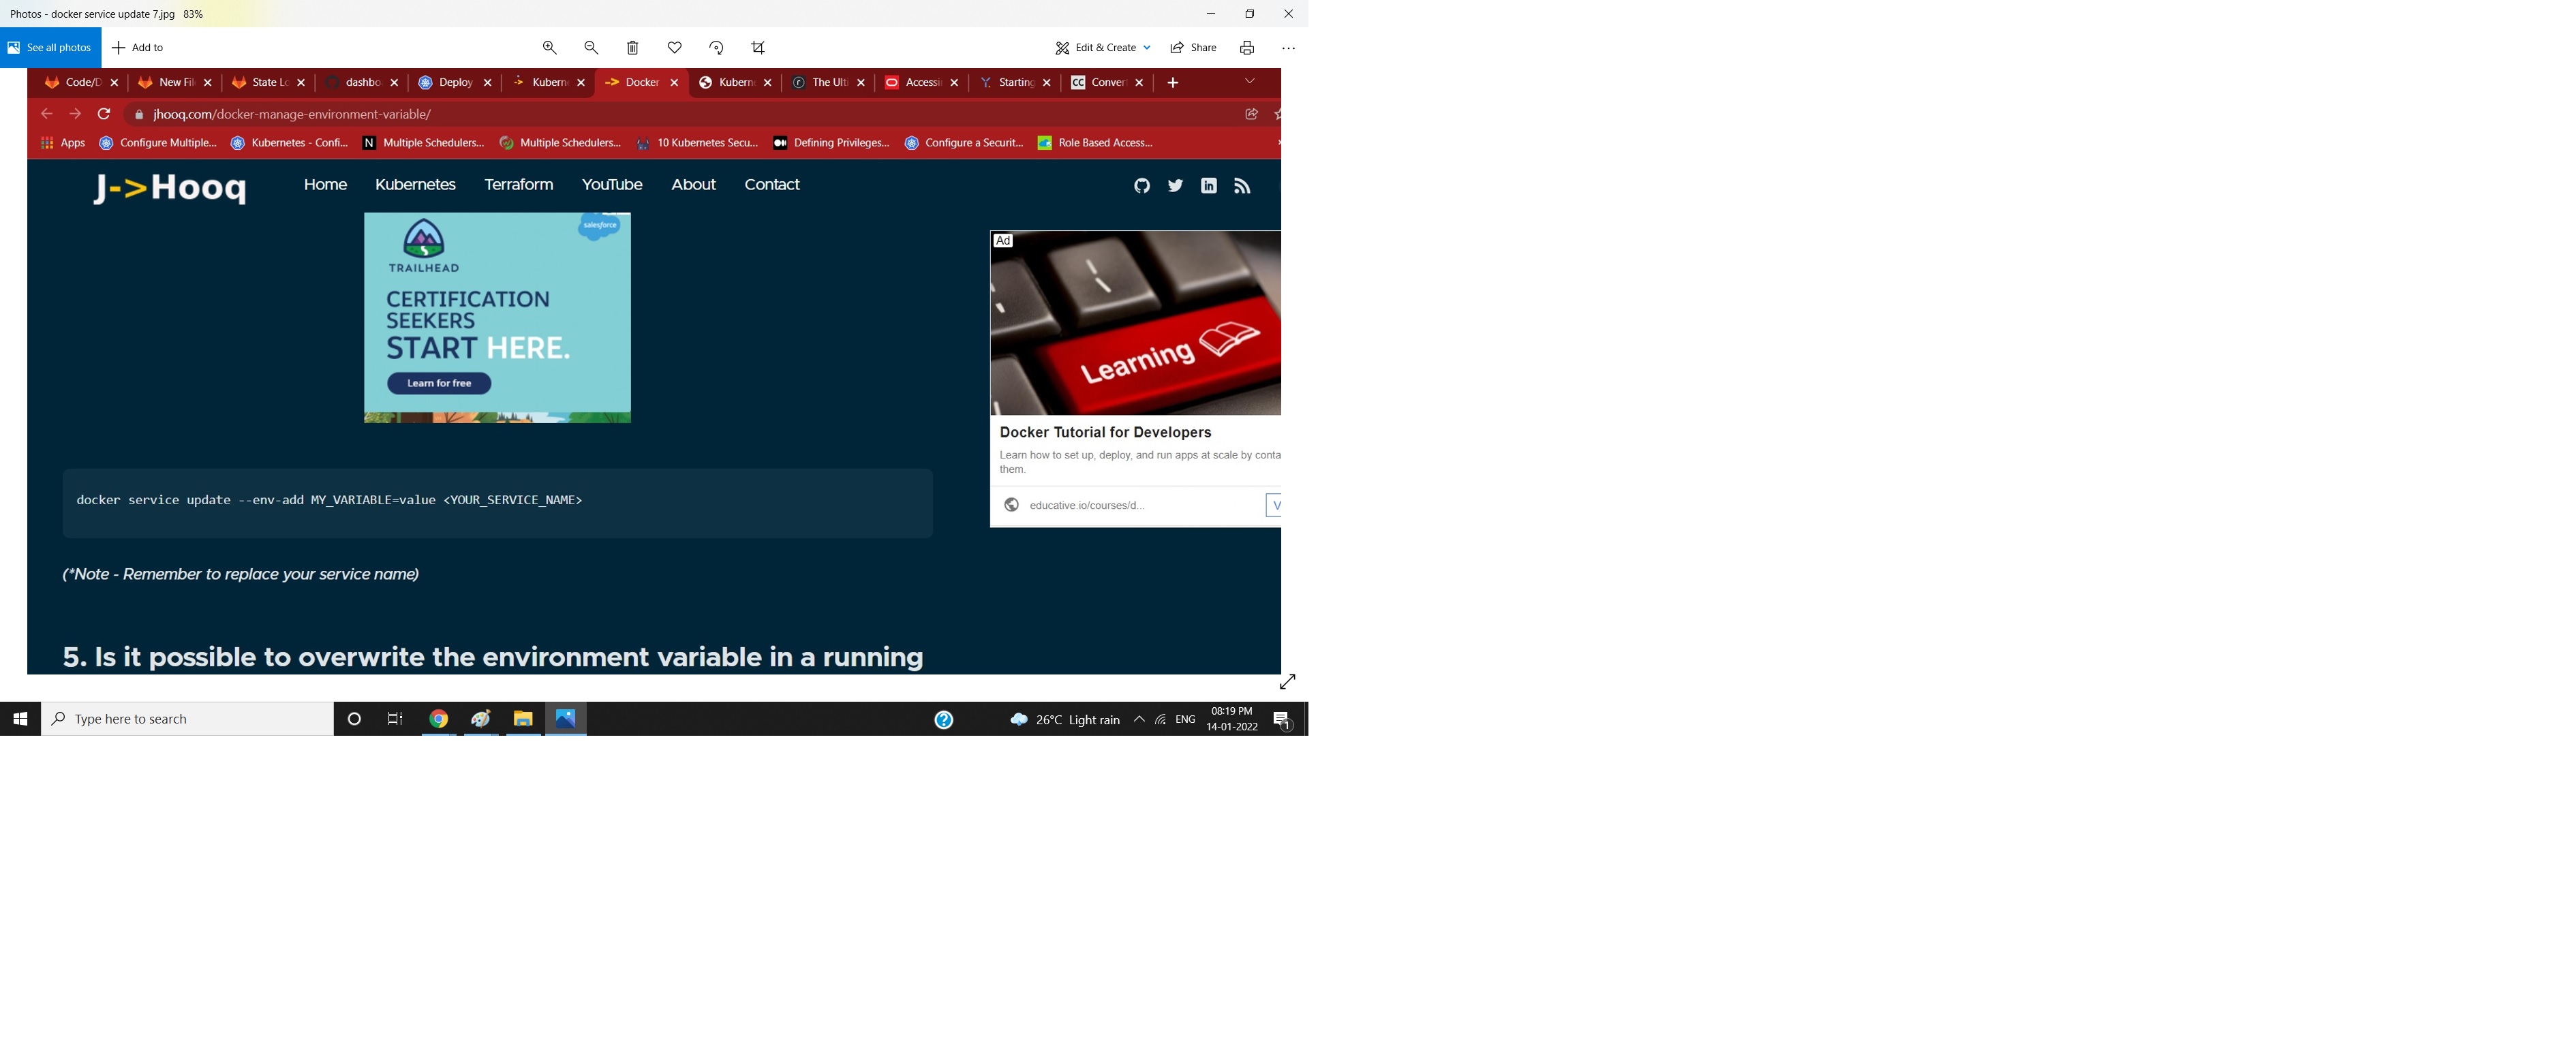 Photos - docker service update 7.jpg 83%
See all photos
Add to
Edit & Create
Share
Code/D
New Fil
State Lo
dashbo
Deploy
Kubern
Docker
Kubern
The Ulti
Accessi
Starting
CC Conver
jhooq.com/docker-manage-environment-variable/
Apps
Configure Multiple...
Kubernetes - Confi...
N Multiple Schedulers...
Multiple Schedulers...
10 Kubernetes Secu...
Defining Privileges...
Configure a Securit...
Role Based Access...
J->Hooq
Home
Kubernetes
Terraform
YouTube
About
Contact
salesforce
TRAILHEAD
CERTIFICATION
SEEKERS
START HERE.
Learn for free
Ad
Learning
Docker Tutorial for Developers
Learn how to set up, deploy, and run apps at scale by conta
them.
educative.io/courses/d...
V
docker service update --env-add MY_VARIABLE=value <YOUR_SERVICE_NAME>
(*Note - Remember to replace your service name)
5. Is it possible to overwrite the environment variable in a running
Type here to search
26°C Light rain
ENG
08:19 PM
14-01-2022
1